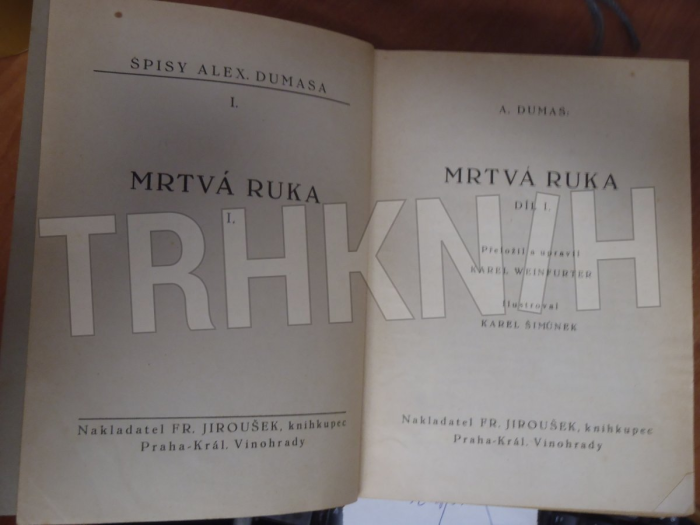 SPISY ALEX. DUMASA
I.
MRTVÁ RUKA
I.
Nakladatel FR. JIROUŠEK, knihkupec
Praha-Král. Vinohrady
A. DUMAS:
MRTVÁ RUKA
DÍL I.
Přeložil a upravil
KAREL WEINFURTER
Ilustroval
KAREL ŠIMŮNEK
Nakladatel FR. JIROUŠEK, knihkupec
Praha-Král. Vinohrady
TRHKNIH